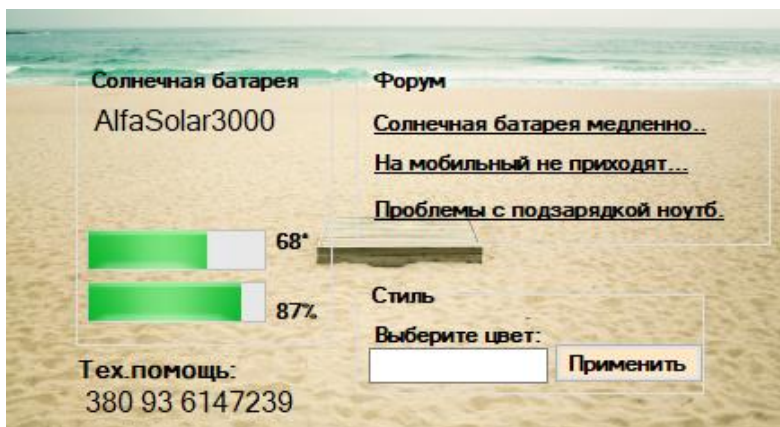 Солнечная батарея
AlfaSolar3000
68°
87%
Тех.помощь:
380 93 6147239
Форум
Солнечная батарея медленно..
На мобильный не приходят...
Проблемы с подзарядкой ноутб.
Стиль
Выберите цвет:
Применить